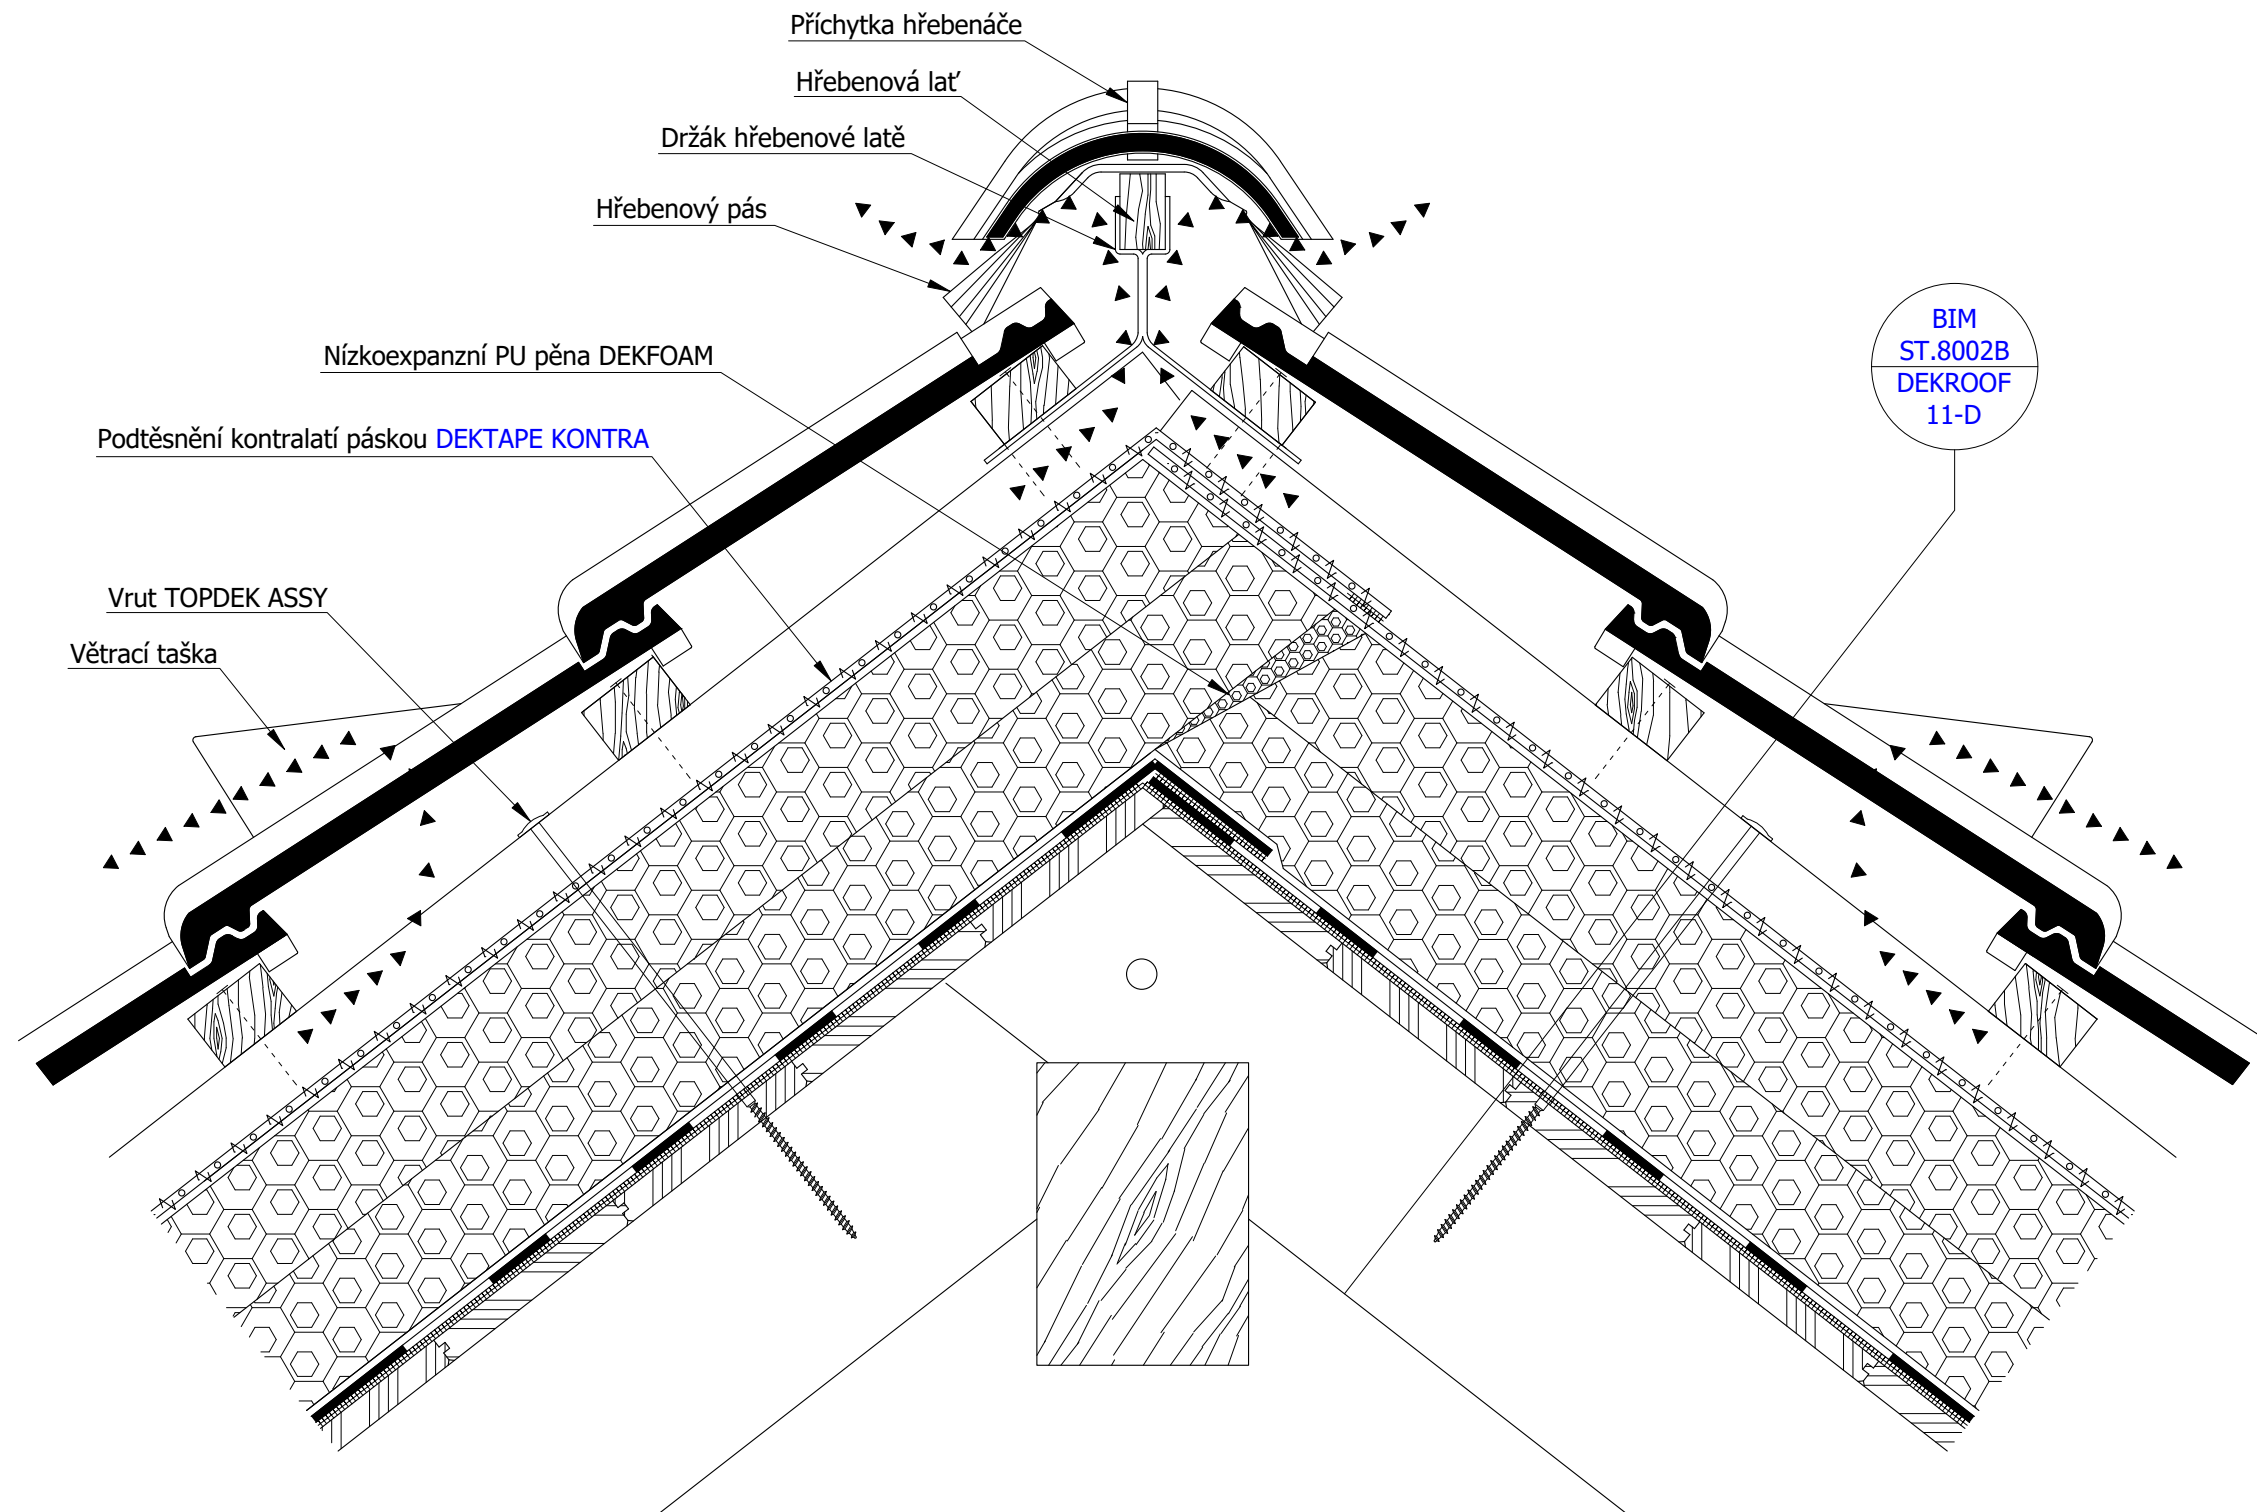 Příchytka hřebenáče
Hřebenová lať
Držák hřebenové latě
Hřebenový pás
Nízkoexpanzní PU pěna DEKFOAM
Podtěsnění kontralatí páskou DEKTAPE KONTRA
Vrut TOPDEK ASSY
Větrací taška
BIM
ST.8002B
DEKROOF
11-D